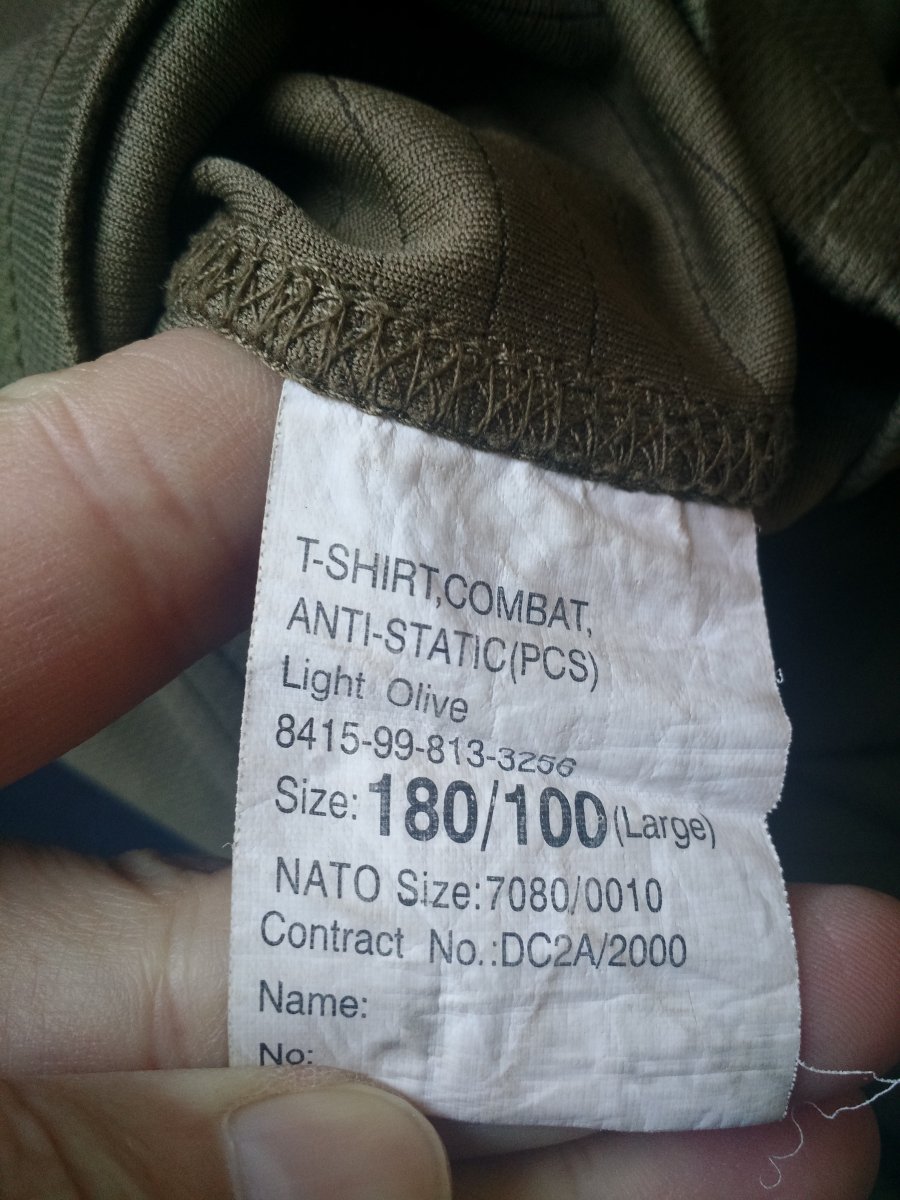 T-SHIRT,COMBAT,
ANTI-STATIC(PCS)
Light Olive
8415-99-813-3256
Size: 180/100 (Large)
NATO Size:7080/0010
Contract No.:DC2A/2000
Name:
No: